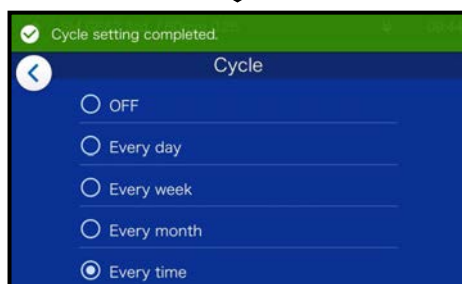 Cycle setting completed.
Cycle
OFF
Every day
Every week
Every month
Every time